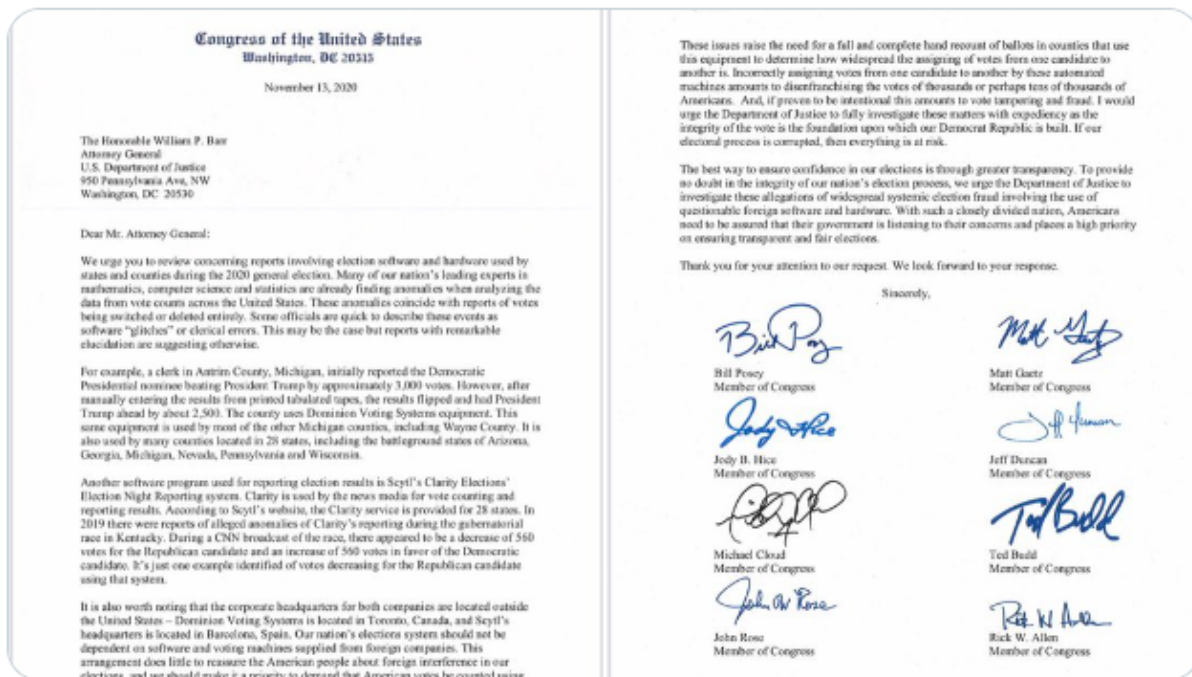 Congress of the United States
Washington, DC 20515
November 13, 2020
The Honorable William P. Barr
Attorney General
U.S. Department of Justice
950 Pennsylvania Ave, NW
Washington, DC 20530
Dear Mr. Attorney General:
We urge you to review concerning reports involving election software and hardware used by
states and counties during the 2020 general election. Many of our nation's leading experts in
mathematics, computer science and statistics are already finding anomalies when analyzing the
data from vote counts across the United States. These anomalies coincide with reports of votes
being switched or deleted entirely. Some officials are quick to describe these events as
software "glitches" or clerical errors. This may be the case but reports with remarkable
elucidation are suggesting otherwise.
For example, a clerk in Antrim County, Michigan, initially reported the Democratic
Presidential nominee beating President Trump by approximately 3,000 votes. However, after
manually entering the results from printed tabulated tapes, the results flipped and had President
Trump ahead by about 2,500. The county uses Dominion Voting Systems equipment. This
same equipment is used by most of the other Michigan counties, including Wayne County. It is
also used by many counties located in 28 states, including the battleground states of Arizona,
Georgia, Michigan, Nevada, Pennsylvania and Wisconsin.
Another software program used for reporting election results is Scytl's Clarity Elections'
Election Night Reporting system. Clarity is used by the news media for vote counting and
reporting results. According to Scytl's website, the Clarity service is provided for 28 states. In
2019 there were reports of alleged anomalies of Clarity's reporting during the gubernatorial
race in Kentucky. During a CNN broadcast of the race, there appeared to be a decrease of 560
votes for the Republican candidate and an increase of 560 votes in favor of the Democratic
candidate. It's just one example identified of votes decreasing for the Republican candidate
using that system.
It is also worth noting that the corporate headquarters for both companies are located outside
the United States – Dominion Voting Systems is located in Toronto, Canada, and Scytl's
headquarters is located in Barcelona, Spain. Our nation's elections system should not be
dependent on software and voting machines supplied from foreign companies. This
arrangement does little to reassure the American people about foreign interference in our
elections, and we should make it a priority to demand that American votes be counted using
These issues raise the need for a full and complete hand recount of ballots in counties that use
this equipment to determine how widespread the assigning of votes from one candidate to
another is. Incorrectly assigning votes from one candidate to another by these automated
machines amounts to disenfranchising the votes of thousands or perhaps tens of thousands of
Americans. And, if proven to be intentional this amounts to vote tampering and fraud. I would
urge the Department of Justice to fully investigate these matters with expediency as the
integrity of the vote is the foundation upon which our Democrat Republic is built. If our
electoral process is corrupted, then everything is at risk.
The best way to ensure confidence in our elections is through greater transparency. To provide
no doubt in the integrity of our nation's election process, we urge the Department of Justice to
investigate these allegations of widespread systemic election fraud involving the use of
questionable foreign software and hardware. With such a closely divided nation, Americans
need to be assured that their government is listening to their concerns and places a high priority
on ensuring transparent and fair elections.
Thank you for your attention to our request. We look forward to your response.
Sincerely,
Bill Posey
Member of Congress
Matt Gaetz
Member of Congress
Jody Hice
Jody B. Hice
Member of Congress
Jeff Duncan
Jeff Duncan
Member of Congress
Michael Cloud
Member of Congress
Ted Budd
Ted Budd
Member of Congress
John W Rose
John Rose
Member of Congress
Rick W. Allen
Member of Congress